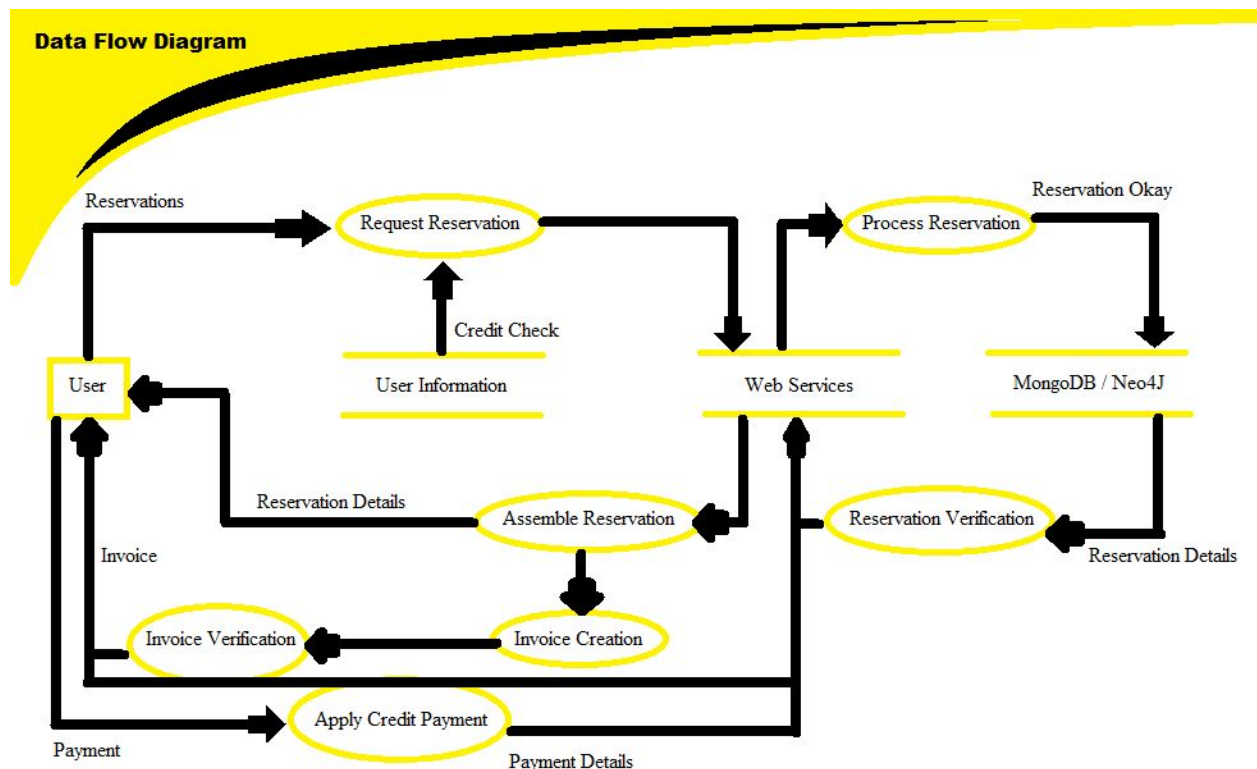 Data Flow Diagram
Reservations
Request Reservation
Process Reservation
Reservation Okay
Credit Check
User
User Information
Web Services
MongoDB / Neo4J
Reservation Details
Assemble Reservation
Reservation Verification
Reservation Details
Invoice
Invoice Verification
Invoice Creation
Apply Credit Payment
Payment
Payment Details